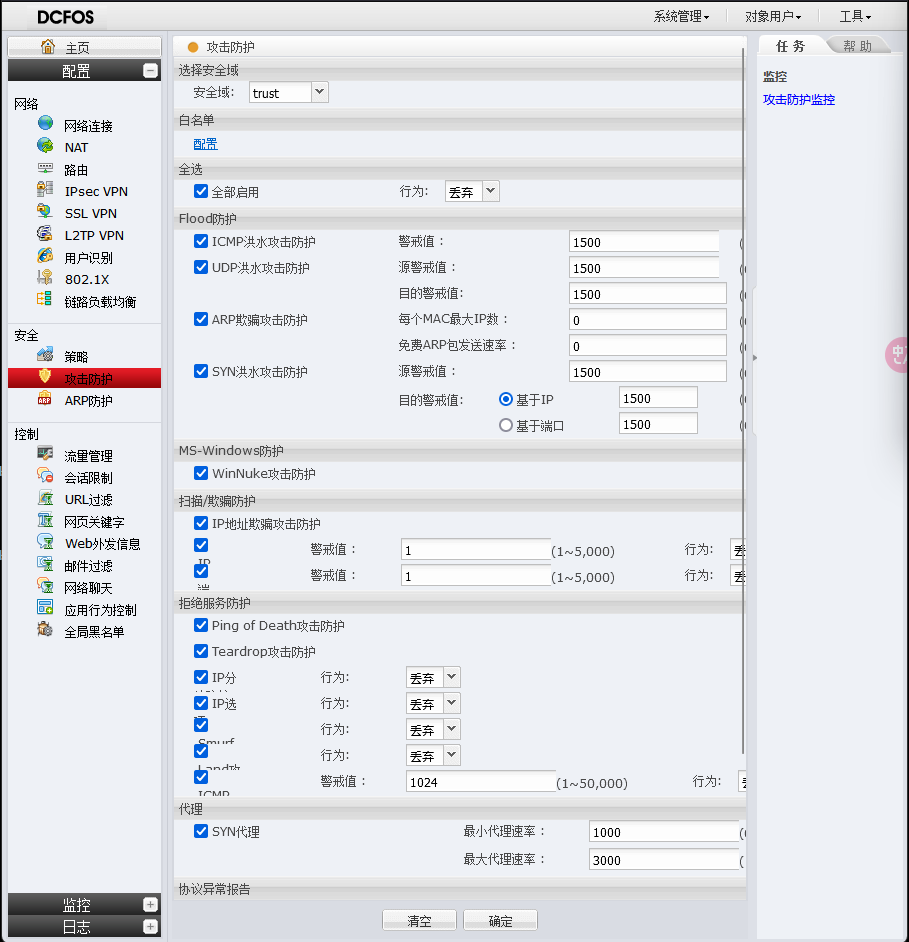 DCFOS
系统管理 对象用户 工具
主页
配置
网络
网络连接
NAT
路由
IPsec VPN
SSL VPN
L2TP VPN
用户识别
802.1X
链路负载均衡
安全
策略
攻击防护
ARP防护
控制
流量管理
会话限制
URL过滤
网页关键字
Web外发信息
邮件过滤
网络聊天
应用行为控制
全局黑名单
监控
日志
攻击防护
选择安全域
安全域: trust
白名单
配置
全选
全部启用 行为: 丢弃
Flood防护
ICMP洪水攻击防护 警戒值： 1500
UDP洪水攻击防护 源警戒值： 1500
目的警戒值: 1500
ARP欺骗攻击防护 每个MAC最大IP数： 0
免费ARP包发送速率： 0
SYN洪水攻击防护 源警戒值： 1500
目的警戒值: 基于IP 1500
基于端口 1500
MS-Windows防护
WinNuke攻击防护
扫描/欺骗防护
IP地址欺骗攻击防护
IP 警戒值： 1 (1~5,000) 行为: 丢
警戒值： 1 (1~5,000) 行为: 丢
拒绝服务防护
Ping of Death攻击防护
Teardrop攻击防护
IP分 行为: 丢弃
IP选 行为: 丢弃
Smurf 行为: 丢弃
Land攻 行为: 丢弃
ICMP 警戒值： 1024 (1~50,000) 行为:
代理
SYN代理 最小代理速率： 1000
最大代理速率： 3000
协议异常报告
清空 确定
任务 帮助
监控
攻击防护监控